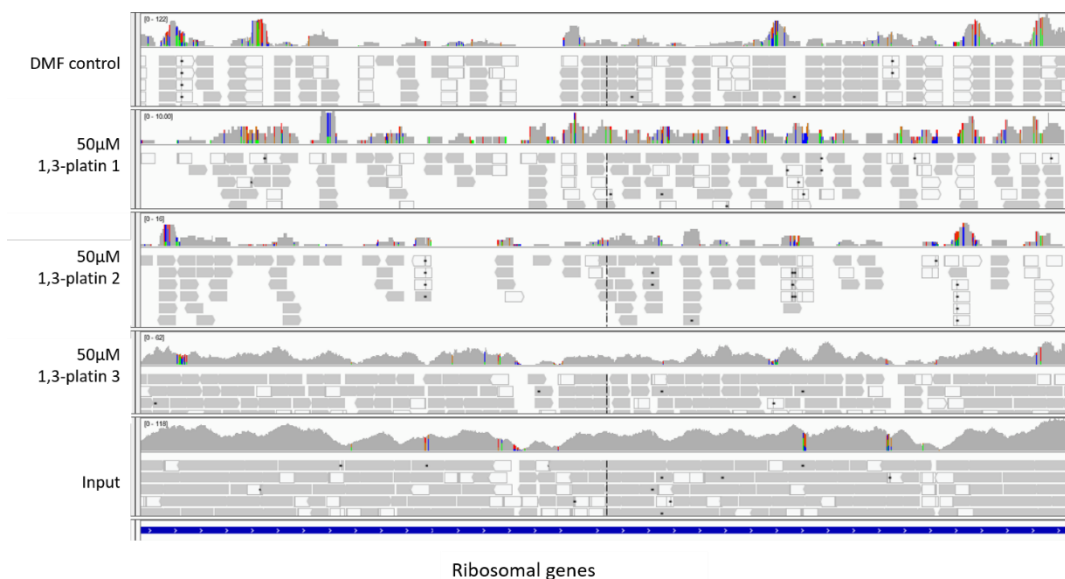 [0 - 122]
DMF control
[0 - 10.00]
50µM
1,3-platin 1
[0 - 16]
50µM
1,3-platin 2
[0 - 62]
50µM
1,3-platin 3
[0 - 118]
Input
Ribosomal genes